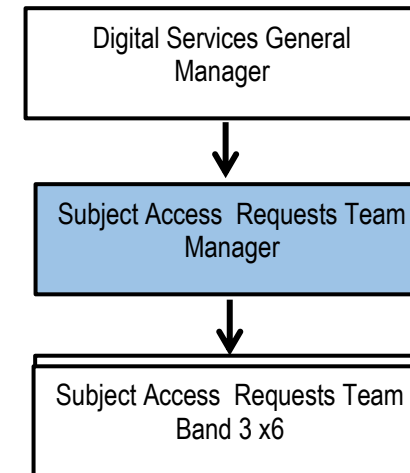 Digital Services General
Manager
Subject Access  Requests Team
Manager
Subject Access  Requests Team
Band 3 x6